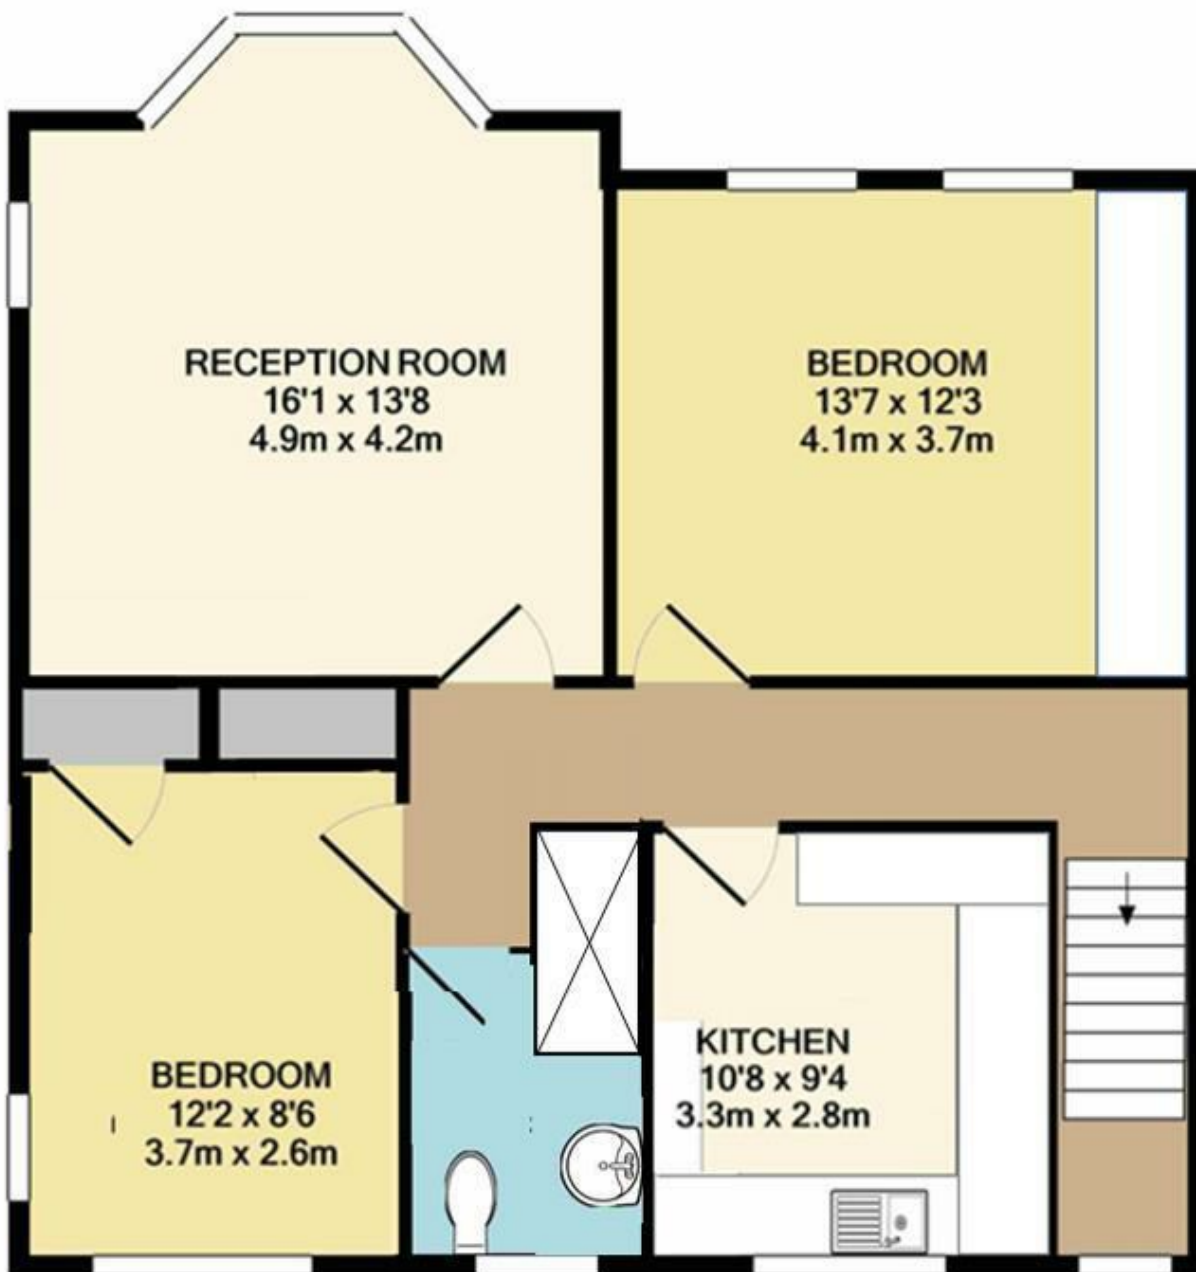 RECEPTION ROOM
16'1 x 13'8
4.9m x 4.2m
BEDROOM
13'7 x 12'3
4.1m x 3.7m
BEDROOM
12'2 x 8'6
3.7m x 2.6m
KITCHEN
10'8 x 9'4
3.3m x 2.8m